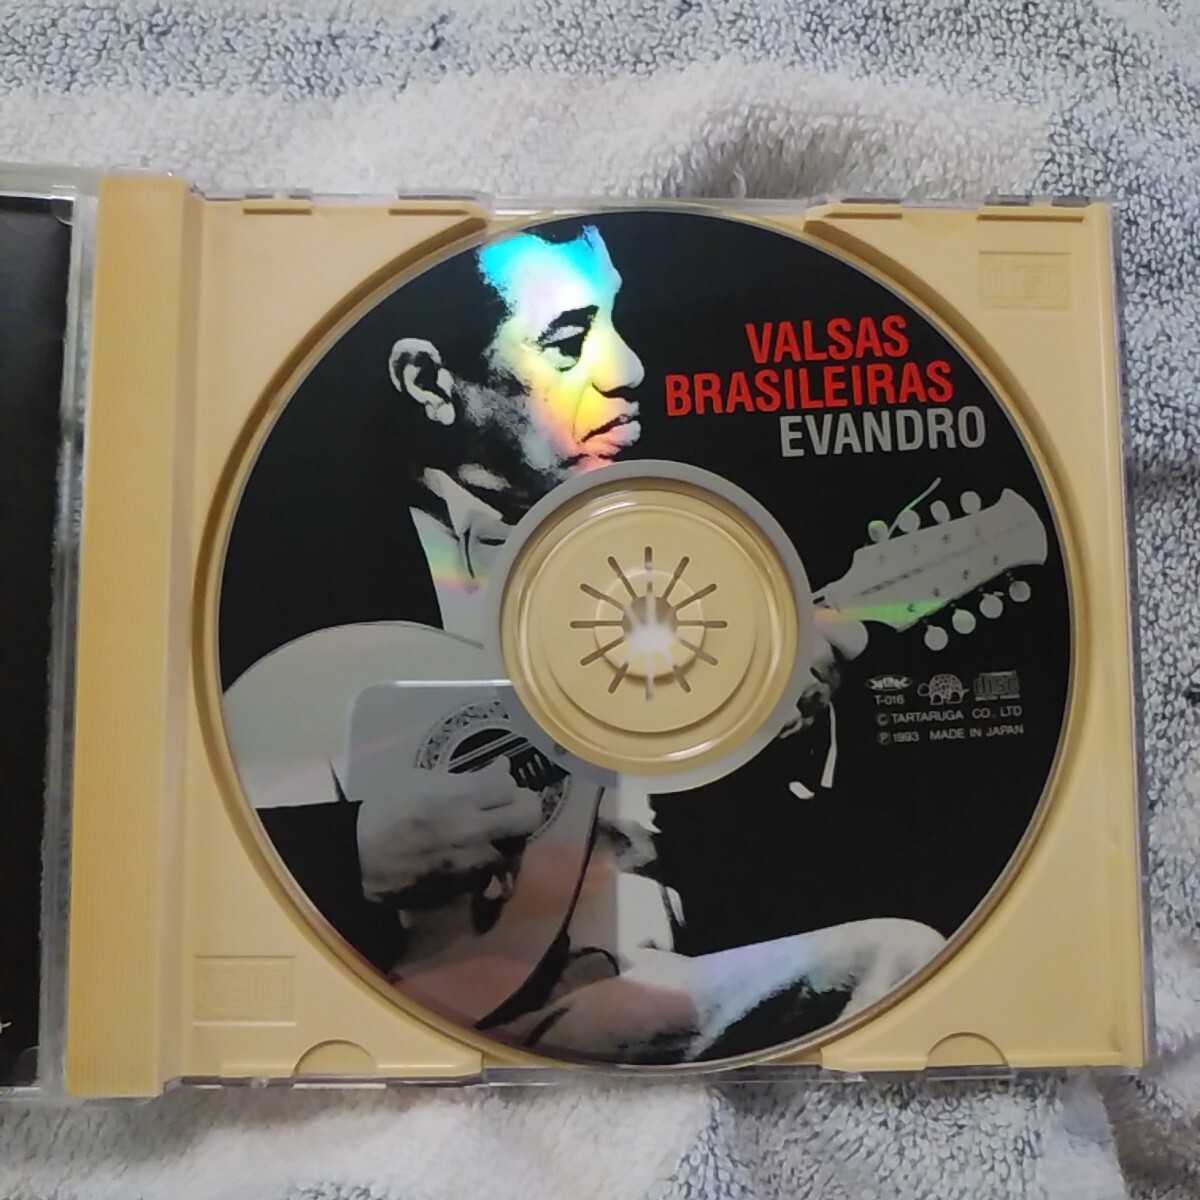 VALSAS
BRASILEIRAS
EVANDRO
T-016
© TARTARUGA CO., LTD
Ⓟ 1993 MADE IN JAPAN